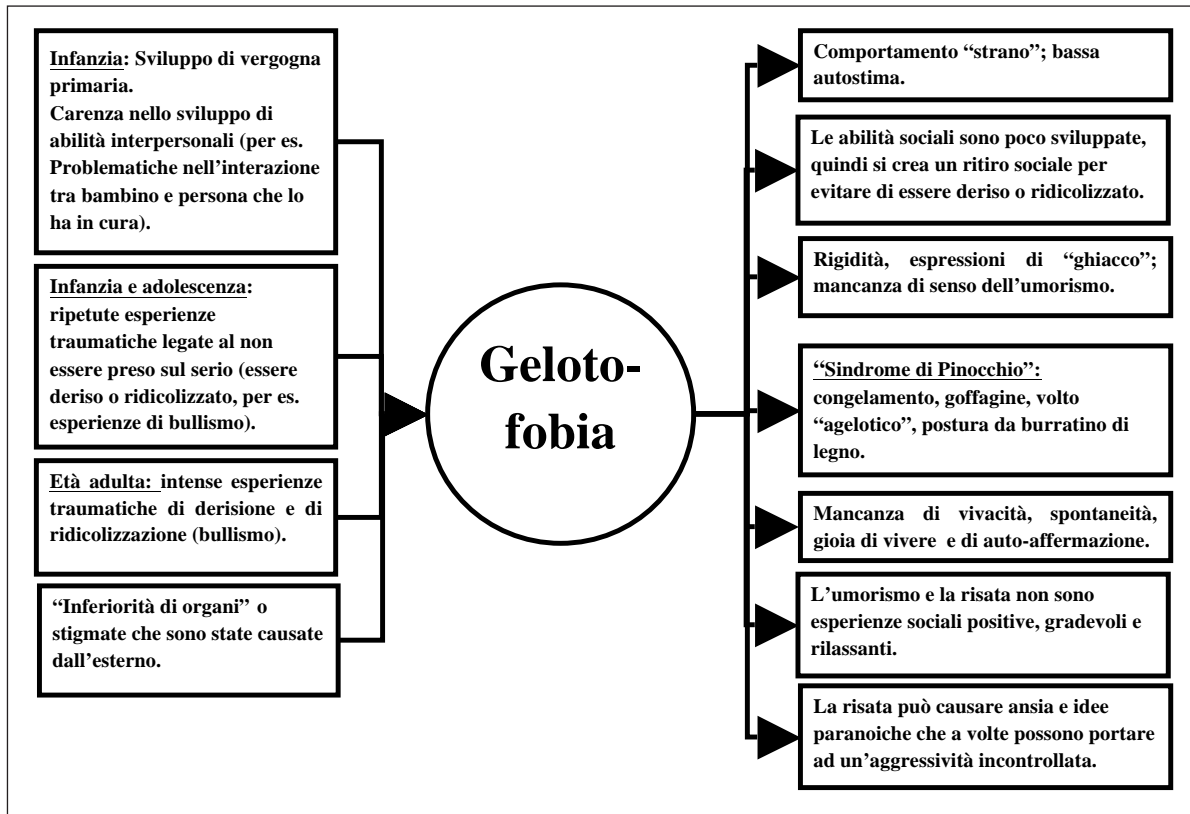 Infanzia: Sviluppo di vergogna
primaria.
Carenza nello sviluppo di
abilità interpersonali (per es.
Problematiche nell'interazione
tra bambino e persona che lo
ha in cura).
Infanzia e adolescenza:
ripetute esperienze
traumatiche legate al non
essere preso sul serio (essere
deriso o ridicolizzato, per es.
esperienze di bullismo).
Età adulta: intense esperienze
traumatiche di derisione e di
ridicolizzazione (bullismo).
“Inferiorità di organi” o
stigmate che sono state causate
dall'esterno.
Geloto-
fobia
Comportamento “strano”; bassa
autostima.
Le abilità sociali sono poco sviluppate,
quindi si crea un ritiro sociale per
evitare di essere deriso o ridicolizzato.
Rigidità, espressioni di “ghiacco”;
mancanza di senso dell'umorismo.
“Sindrome di Pinocchio”:
congelamento, goffagine, volto
“agelotico”, postura da burratino di
legno.
Mancanza di vivacità, spontaneità,
gioia di vivere e di auto-affermazione.
L'umorismo e la risata non sono
esperienze sociali positive, gradevoli e
rilassanti.
La risata può causare ansia e idee
paranoiche che a volte possono portare
ad un'aggressività incontrollata.